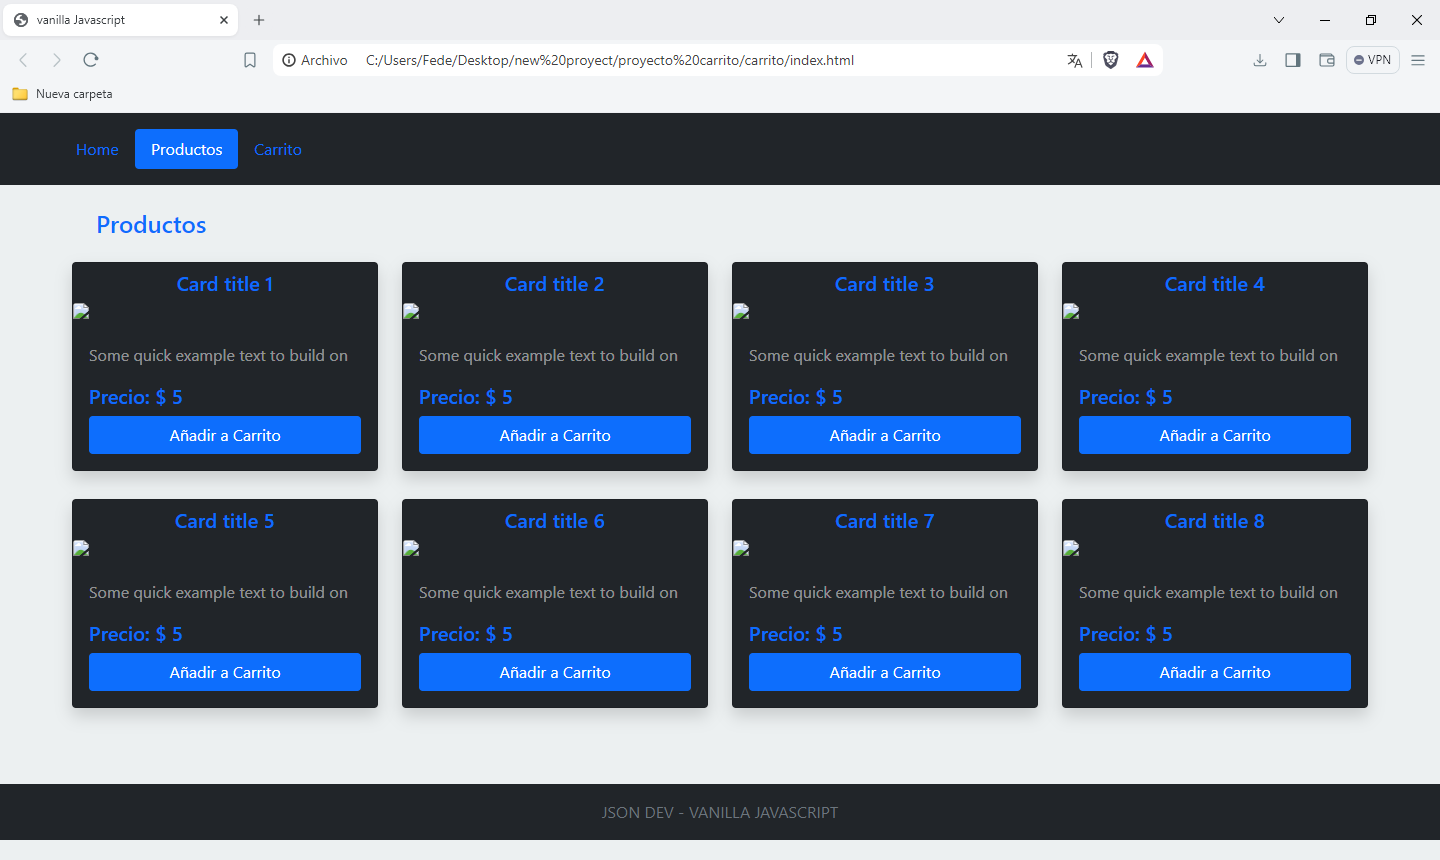 vanilla Javascript
Archivo C:/Users/Fede/Desktop/new%20proyect/proyecto%20carrito/carrito/index.html
VPN
Nueva carpeta
Home Productos Carrito
Productos
Card title 1 Card title 2 Card title 3 Card title 4
Some quick example text to build on Some quick example text to build on Some quick example text to build on Some quick example text to build on
Precio: $ 5 Precio: $ 5 Precio: $ 5 Precio: $ 5
Añadir a Carrito Añadir a Carrito Añadir a Carrito Añadir a Carrito
Card title 5 Card title 6 Card title 7 Card title 8
Some quick example text to build on Some quick example text to build on Some quick example text to build on Some quick example text to build on
Precio: $ 5 Precio: $ 5 Precio: $ 5 Precio: $ 5
Añadir a Carrito Añadir a Carrito Añadir a Carrito Añadir a Carrito
JSON DEV - VANILLA JAVASCRIPT